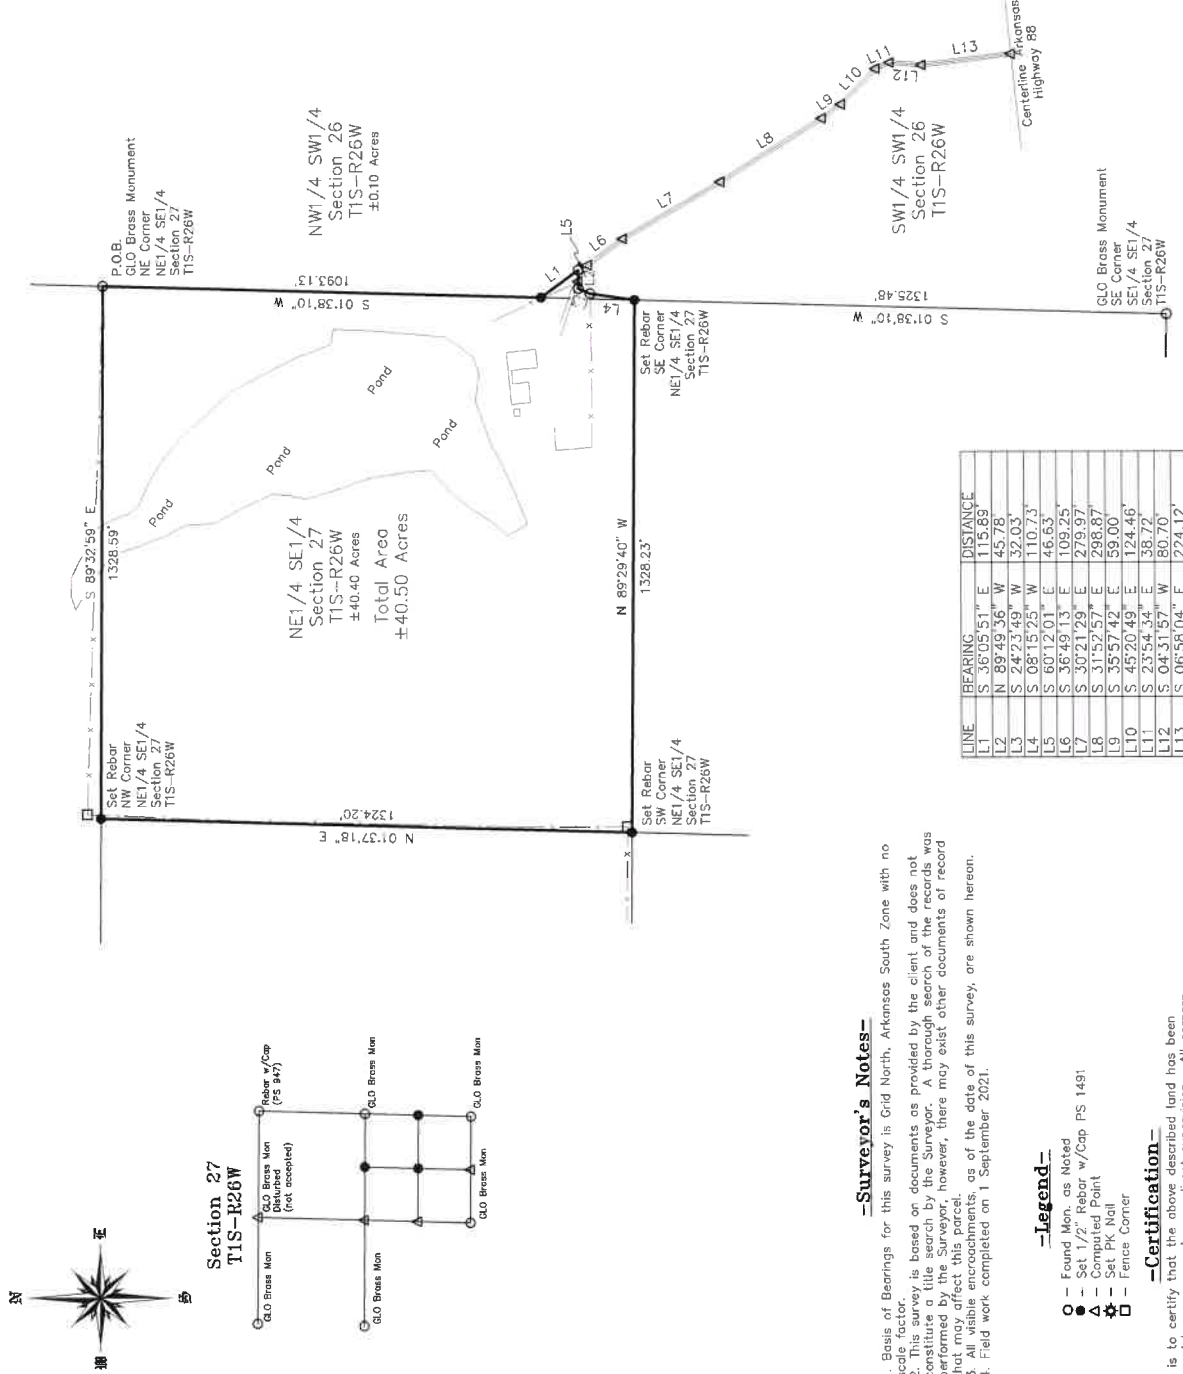 N
E
S
W
Section 27
T1S-R26W
GLO Brass Mon
GLO Brass Mon
Disturbed
(not accepted)
Rebar w/Cap
(PS 947)
GLO Brass Mon
GLO Brass Mon
GLO Brass Mon
GLO Brass Mon
Set Rebar
NW Corner
NE1/4 SE1/4
Section 27
T1S-R26W
S 89°32'59" E
1328.59'
P.O.B.
GLO Brass Monument
NE Corner
NE1/4 SE1/4
Section 27
T1S-R26W
NW1/4 SW1/4
Section 26
T1S-R26W
±0.10 Acres
S 01°38'10" W
1093.13'
Pond
Pond
Pond
Pond
NE1/4 SE1/4
Section 27
T1S-R26W
±40.40 Acres
Total Area
±40.50 Acres
N 01°37'18" E
1324.20'
N 89°29'40" W
1328.23'
Set Rebar
SW Corner
NE1/4 SE1/4
Section 27
T1S-R26W
Set Rebar
SE Corner
NE1/4 SE1/4
Section 27
T1S-R26W
L1
L4
L5
L6
L7
L8
L9
L10
L11
L12
L13
Centerline Arkansas
Highway 88
SW1/4 SW1/4
Section 26
T1S-R26W
S 01°38'10" W
1325.48'
GLO Brass Monument
SE Corner
SE1/4 SE1/4
Section 27
T1S-R26W
LINE BEARING DISTANCE
L1 S 36°05'51" E 115.89'
L2 N 89°49'36" W 45.78'
L3 S 24°23'49" W 32.03'
L4 S 08°15'25" W 110.73'
L5 S 60°12'01" E 46.63'
L6 S 36°49'13" E 109.25'
L7 S 30°21'29" E 279.97'
L8 S 31°52'57" E 298.87'
L9 S 35°57'42" E 59.00'
L10 S 45°20'49" E 124.46'
L11 S 23°54'34" E 38.72'
L12 S 04°31'57" W 80.70'
L13 S 06°58'04" E 224.12'
-Surveyor's Notes-
. Basis of Bearings for this survey is Grid North, Arkansas South Zone with no
scale factor.
2. This survey is based on documents as provided by the client and does not
constitute a title search by the Surveyor. A thorough search of the records was
performed by the Surveyor, however, there may exist other documents of record
that may affect this parcel.
3. All visible encroachments, as of the date of this survey, are shown hereon.
4. Field work completed on 1 September 2021.
-Legend-
- Found Mon. as Noted
- Set 1/2" Rebar w/Cap PS 1491
- Computed Point
- Set PK Nail
- Fence Corner
-Certification-
is to certify that the above described land has been